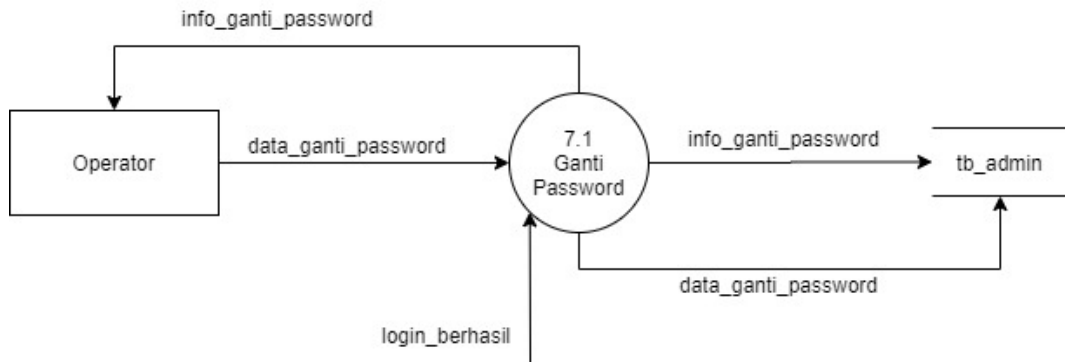 info_ganti_password
Operator
data_ganti_password
7.1
Ganti
Password
info_ganti_password
tb_admin
data_ganti_password
login_berhasil